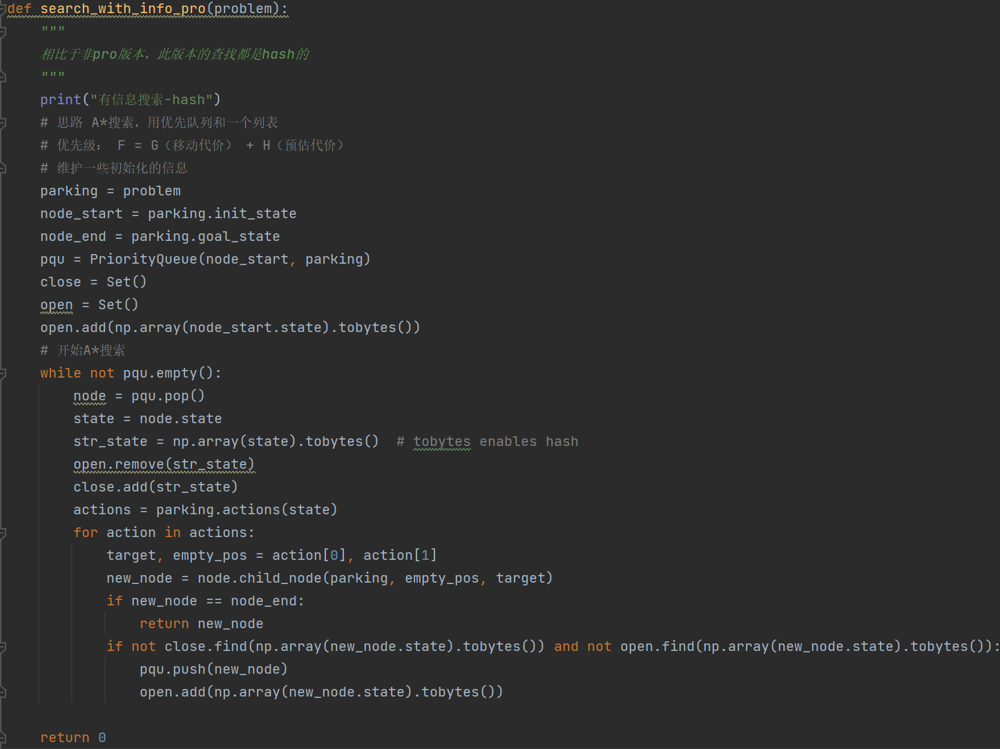 def search_with_info_pro(problem):
    """
    相比于非pro版本，此版本的查找都是hash的
    """
    print("有信息搜索-hash")
    # 思路 A*搜索，用优先队列和一个列表
    # 优先级： F = G（移动代价） + H（预估代价）
    # 维护一些初始化的信息
    parking = problem
    node_start = parking.init_state
    node_end = parking.goal_state
    pqu = PriorityQueue(node_start, parking)
    close = Set()
    open = Set()
    open.add(np.array(node_start.state).tobytes())
    # 开始A*搜索
    while not pqu.empty():
        node = pqu.pop()
        state = node.state
        str_state = np.array(state).tobytes()  # tobytes enables hash
        open.remove(str_state)
        close.add(str_state)
        actions = parking.actions(state)
        for action in actions:
            target, empty_pos = action[0], action[1]
            new_node = node.child_node(parking, empty_pos, target)
            if new_node == node_end:
                return new_node
            if not close.find(np.array(new_node.state).tobytes()) and not open.find(np.array(new_node.state).tobytes()):
                pqu.push(new_node)
                open.add(np.array(new_node.state).tobytes())
    return 0